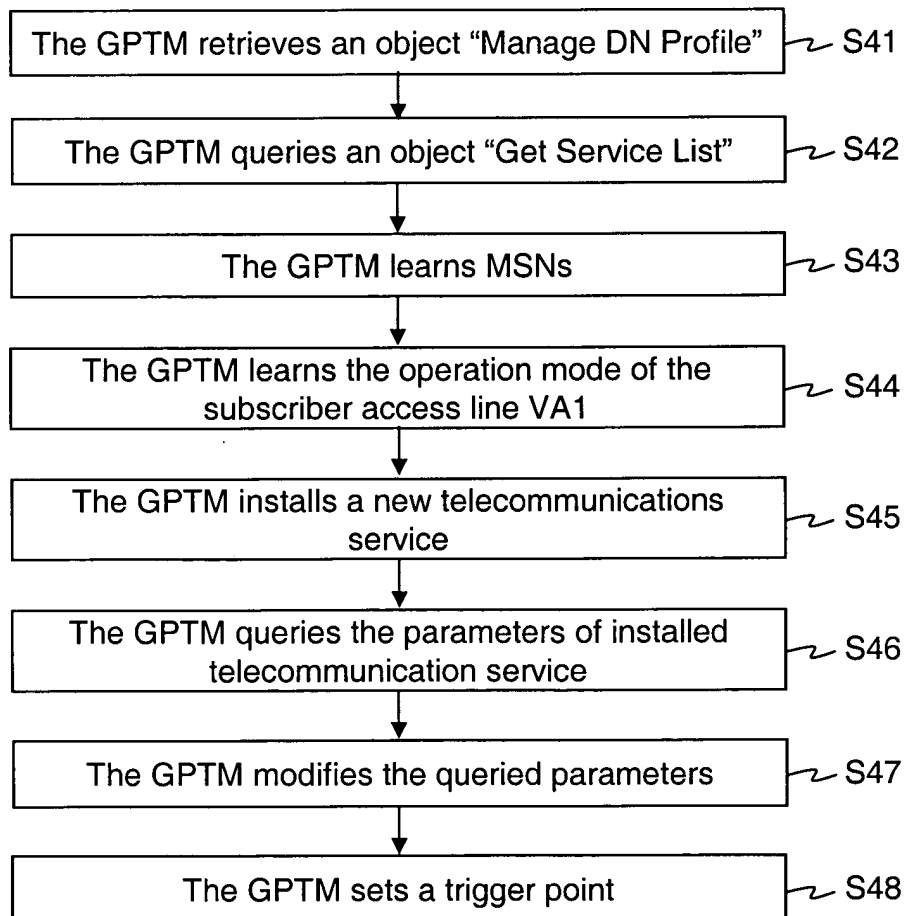 The GPTM retrieves an object “Manage DN Profile”
S41
The GPTM queries an object “Get Service List”
S42
The GPTM learns MSNs
S43
The GPTM learns the operation mode of the
subscriber access line VA1
S44
The GPTM installs a new telecommunications
service
S45
The GPTM queries the parameters of installed
telecommunication service
S46
The GPTM modifies the queried parameters
S47
The GPTM sets a trigger point
S48